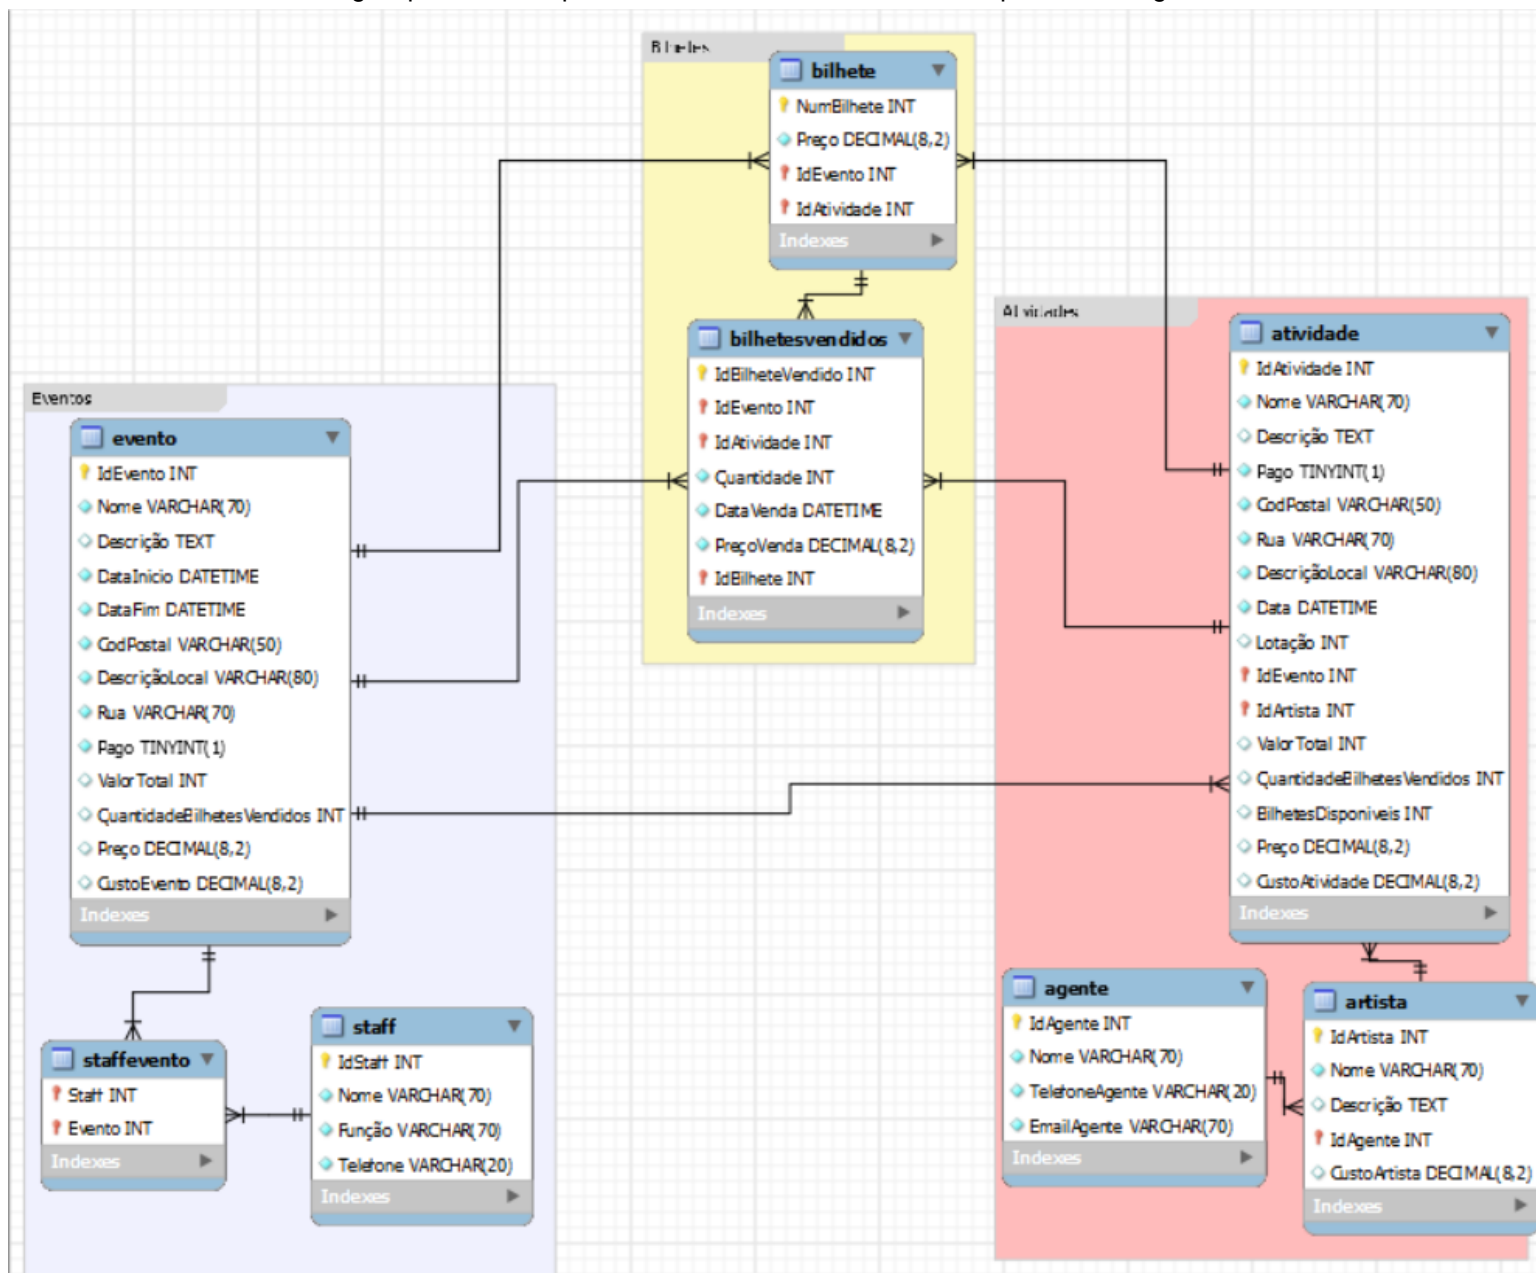 Bilhetes
bilhete
NumBilhete INT
Preço DECIMAL(8,2)
IdEvento INT
IdAtividade INT
Indexes
bilhetesvendidos
IdBilheteVendido INT
IdEvento INT
IdAtividade INT
Quantidade INT
DataVenda DATETIME
PreçoVenda DECIMAL(8,2)
IdBilhete INT
Indexes
Eventos
evento
IdEvento INT
Nome VARCHAR(70)
Descrição TEXT
DataInicio DATETIME
DataFim DATETIME
CodPostal VARCHAR(50)
DescriçãoLocal VARCHAR(80)
Rua VARCHAR(70)
Pago TINYINT(1)
ValorTotal INT
QuantidadeBilhetesVendidos INT
Preço DECIMAL(8,2)
CustoEvento DECIMAL(8,2)
Indexes
staffevento
Staff INT
Evento INT
Indexes
staff
IdStaff INT
Nome VARCHAR(70)
Função VARCHAR(70)
Telefone VARCHAR(20)
Indexes
Atividades
atividade
IdAtividade INT
Nome VARCHAR(70)
Descrição TEXT
Pago TINYINT(1)
CodPostal VARCHAR(50)
Rua VARCHAR(70)
DescriçãoLocal VARCHAR(80)
Data DATETIME
Lotação INT
IdEvento INT
IdArtista INT
ValorTotal INT
QuantidadeBilhetesVendidos INT
BilhetesDisponiveis INT
Preço DECIMAL(8,2)
CustoAtividade DECIMAL(8,2)
Indexes
agente
IdAgente INT
Nome VARCHAR(70)
TelefoneAgente VARCHAR(20)
EmailAgente VARCHAR(70)
Indexes
artista
IdArtista INT
Nome VARCHAR(70)
Descrição TEXT
IdAgente INT
CustoArtista DECIMAL(8,2)
Indexes